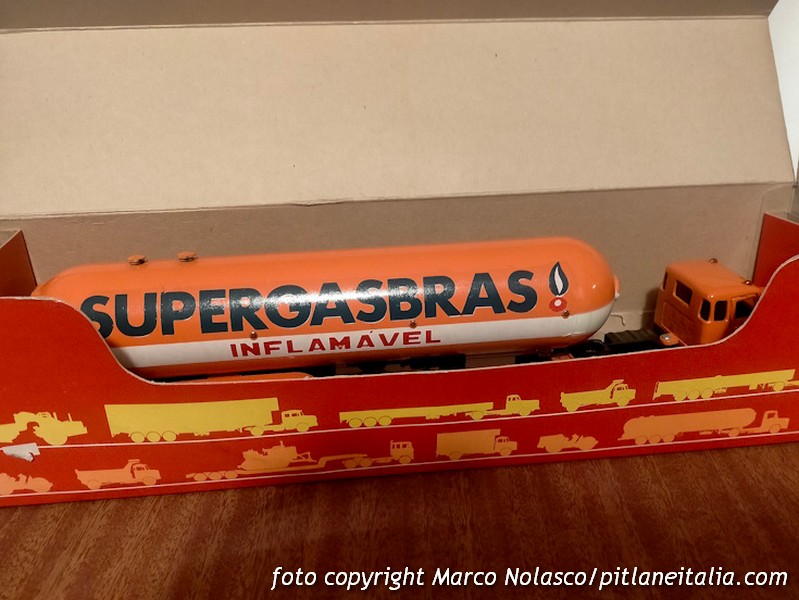 SUPERGASBRAS
INFLAMÁVEL
foto copyright Marco Nolasco/pitlaneitalia.com